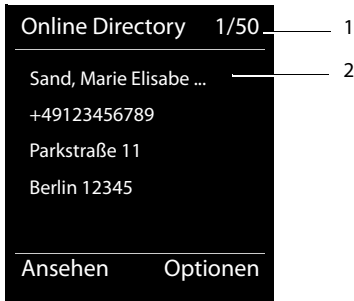 Online Directory 1/50
1
Sand, Marie Elisabe ...
2
+49123456789
Parkstraße 11
Berlin 12345
Ansehen Optionen